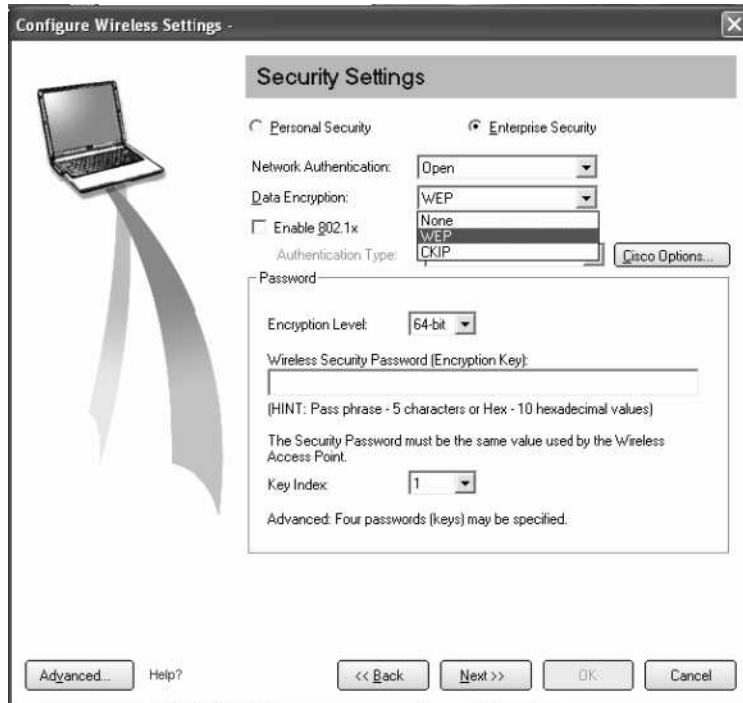 Configure Wireless Settings -
Security Settings
Personal Security
Enterprise Security
Network Authentication:
Open
Data Encryption:
WEP
None
WEP
CKIP
Enable 802.1x
Authentication Type:
Cisco Options...
Password
Encryption Level:
64-bit
Wireless Security Password (Encryption Key):
(HINT: Pass phrase - 5 characters or Hex - 10 hexadecimal values)
The Security Password must be the same value used by the Wireless
Access Point.
Key Index:
1
Advanced: Four passwords (keys) may be specified.
Advanced...
Help?
<< Back
Next >>
OK
Cancel